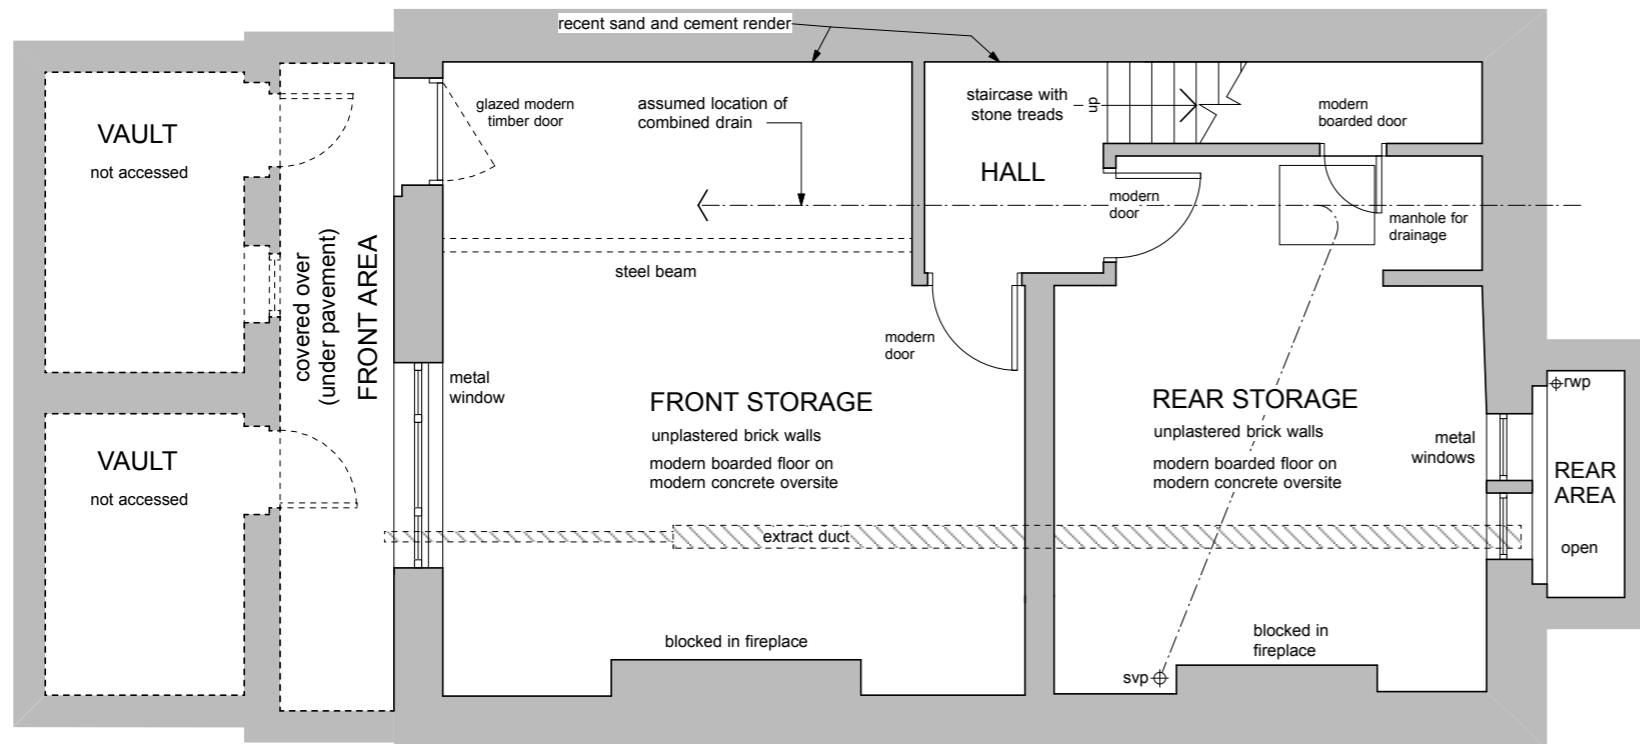 recent sand and cement render
VAULT
not accessed
glazed modern
timber door
assumed location of
combined drain
staircase with
stone treads
up
modern
boarded door
HALL
modern
door
manhole for
drainage
covered over
(under pavement)
FRONT AREA
steel beam
modern
door
metal
window
FRONT STORAGE
unplastered brick walls
modern boarded floor on
modern concrete oversite
REAR STORAGE
unplastered brick walls
modern boarded floor on
modern concrete oversite
metal
windows
rwp
REAR
AREA
open
VAULT
not accessed
extract duct
blocked in fireplace
blocked in
fireplace
svp